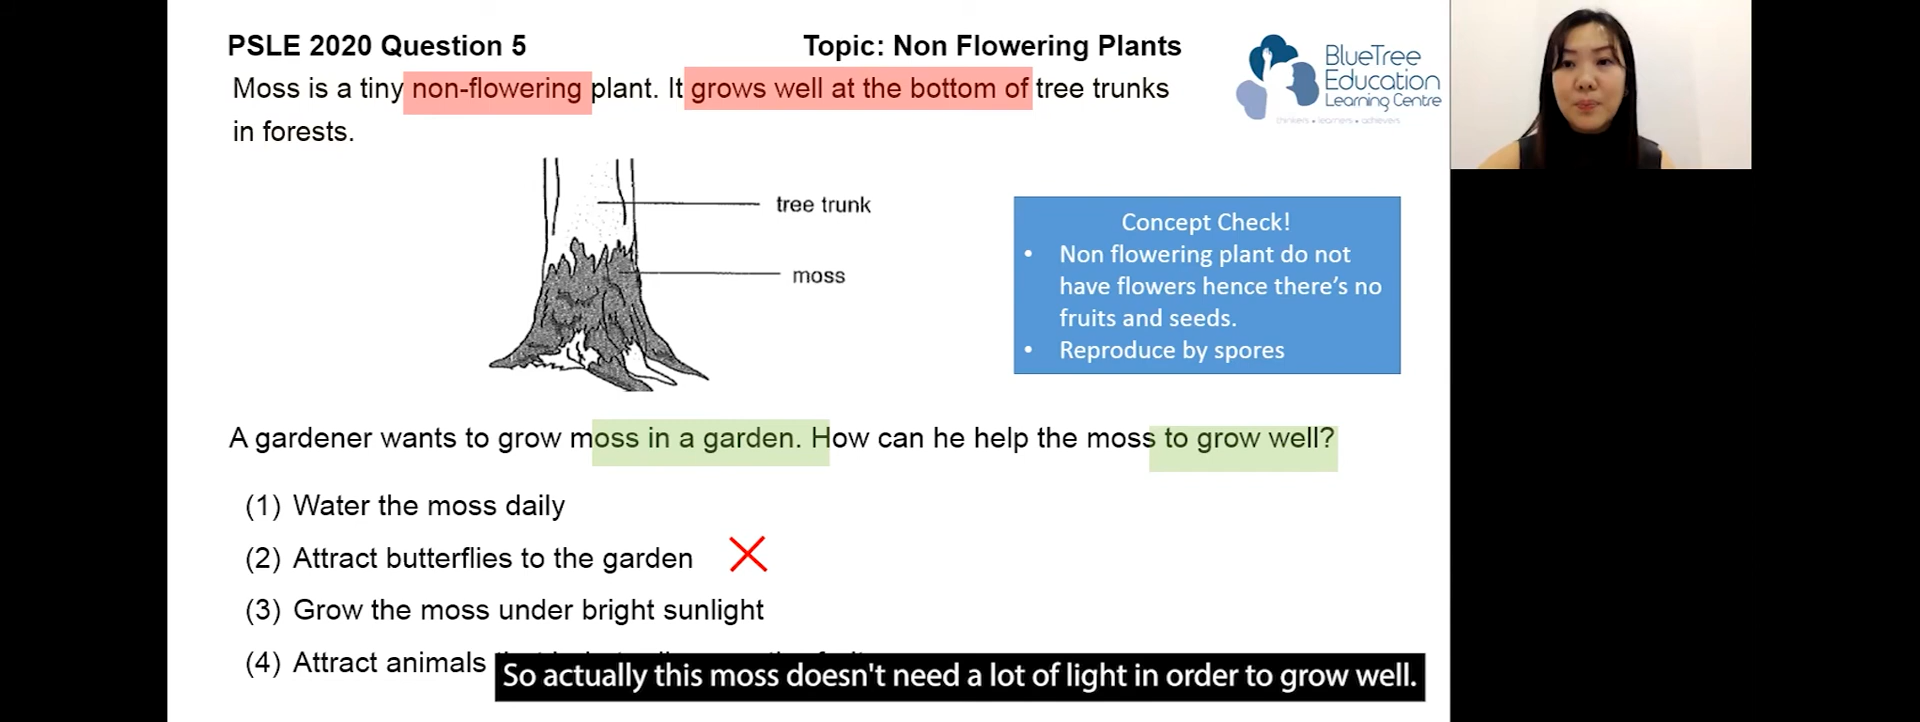 PSLE 2020 Question 5
Topic: Non Flowering Plants
BlueTree
Education
Learning Centre
thinkers • learners • achievers
Moss is a tiny non-flowering plant. It grows well at the bottom of tree trunks
in forests.
tree trunk
moss
Concept Check!
• Non flowering plant do not
have flowers hence there's no
fruits and seeds.
• Reproduce by spores
A gardener wants to grow moss in a garden. How can he help the moss to grow well?
(1) Water the moss daily
(2) Attract butterflies to the garden
(3) Grow the moss under bright sunlight
(4) Attract animals
So actually this moss doesn't need a lot of light in order to grow well.